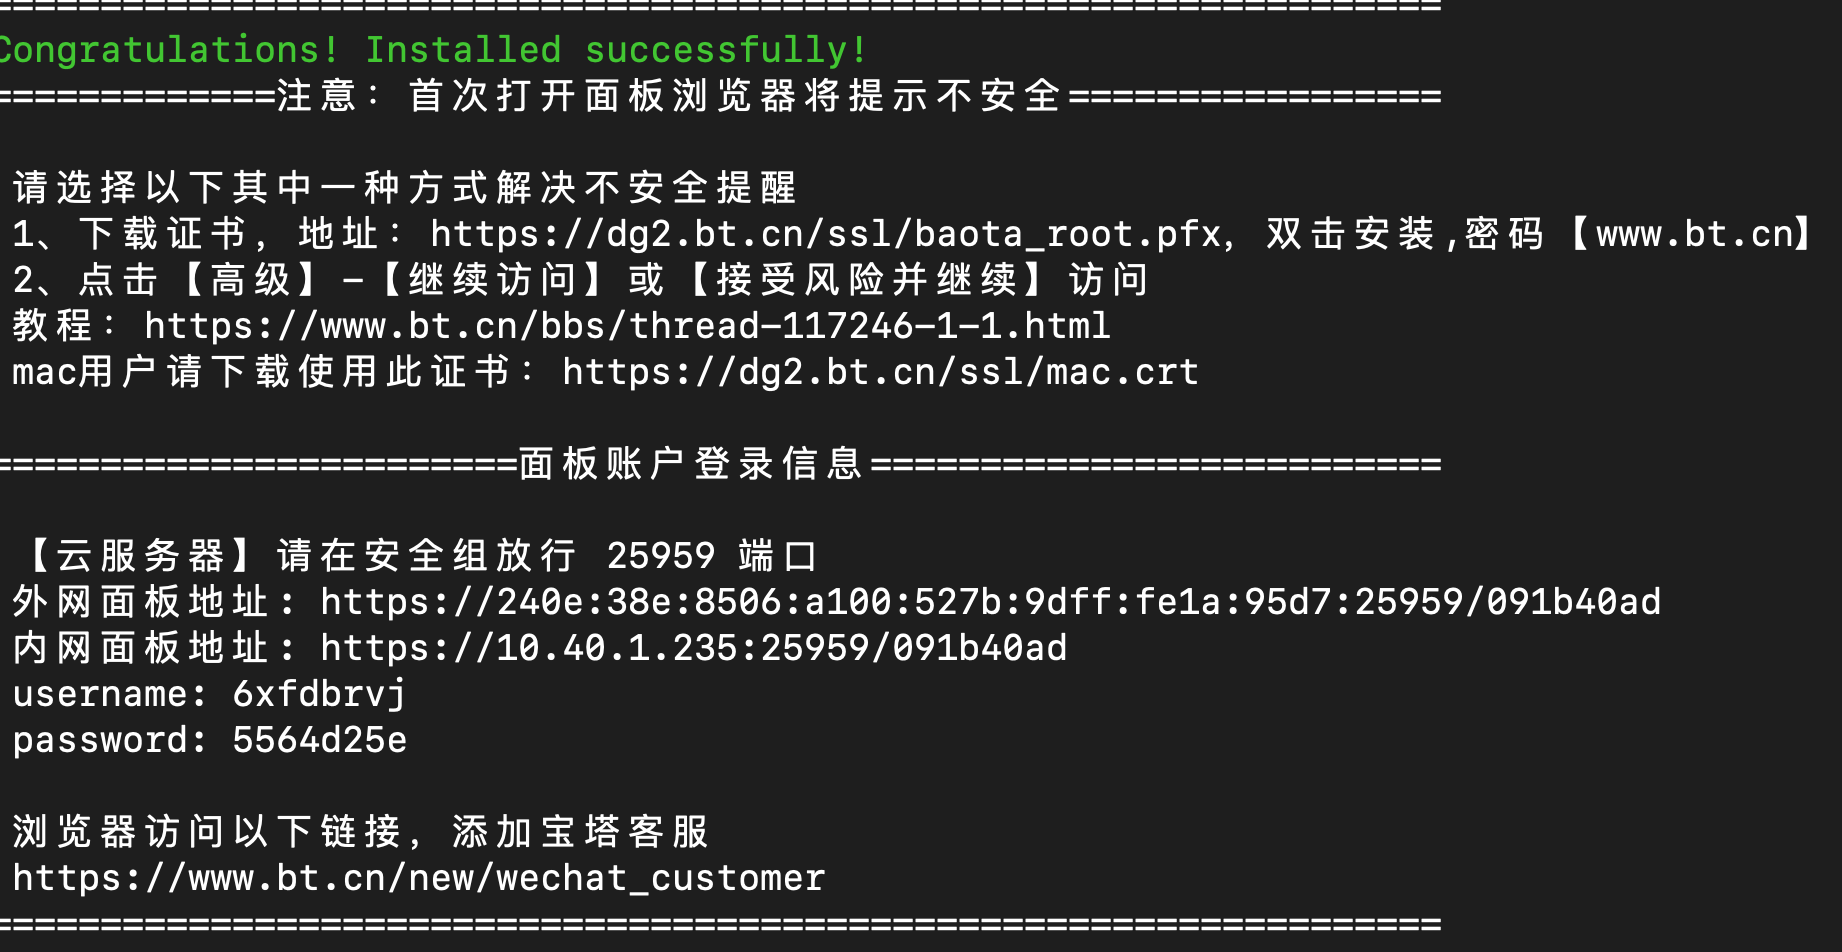 ==================================================================
Congratulations! Installed successfully!
=============注意：首次打开面板浏览器将提示不安全=================
请选择以下其中一种方式解决不安全提醒
1、下载证书，地址：https://dg2.bt.cn/ssl/baota_root.pfx，双击安装,密码【www.bt.cn】
2、点击【高级】-【继续访问】或【接受风险并继续】访问
教程：https://www.bt.cn/bbs/thread-117246-1-1.html
mac用户请下载使用此证书：https://dg2.bt.cn/ssl/mac.crt
========================面板账户登录信息==========================
【云服务器】请在安全组放行 25959 端口
外网面板地址: https://240e:38e:8506:a100:527b:9dff:fe1a:95d7:25959/091b40ad
内网面板地址: https://10.40.1.235:25959/091b40ad
username: 6xfdbrvj
password: 5564d25e
浏览器访问以下链接，添加宝塔客服
https://www.bt.cn/new/wechat_customer
==================================================================